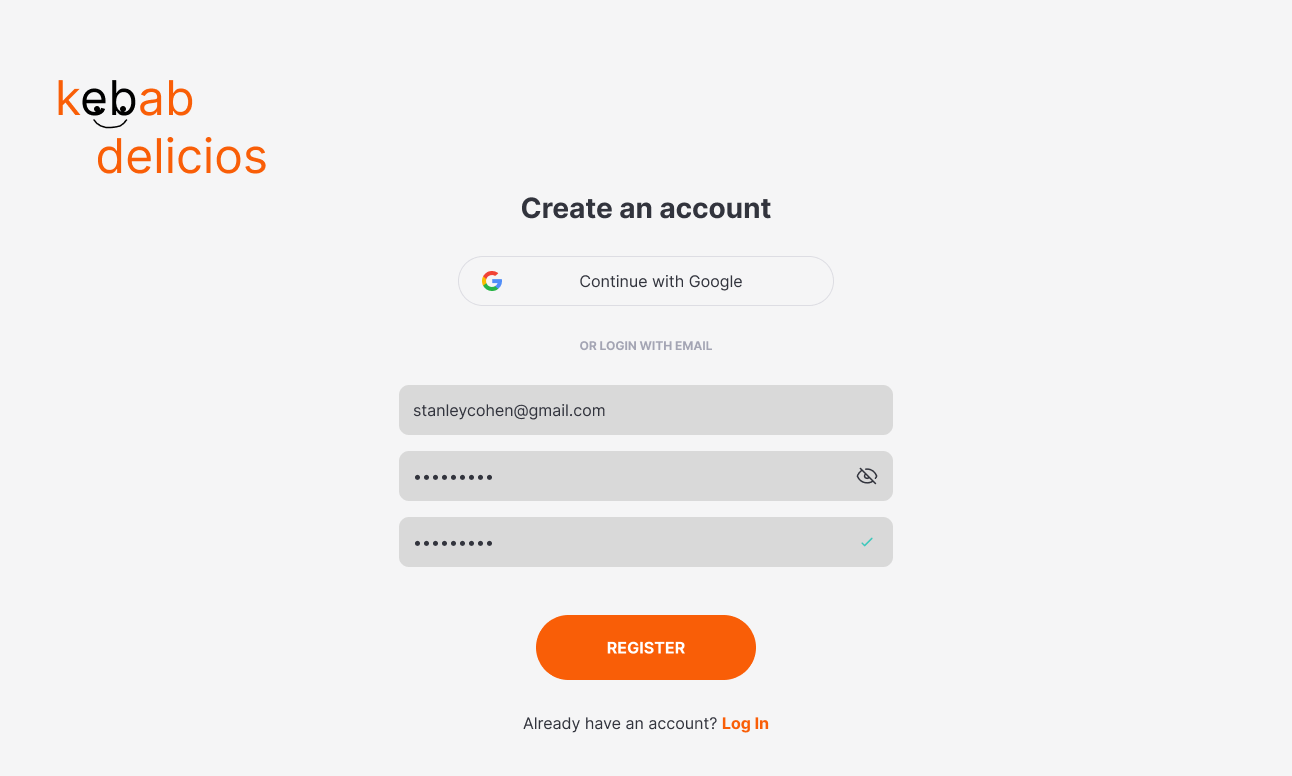 kebab
delicios
Create an account
Continue with Google
OR LOGIN WITH EMAIL
stanleycohen@gmail.com
•••••••••
•••••••••
REGISTER
Already have an account? Log In